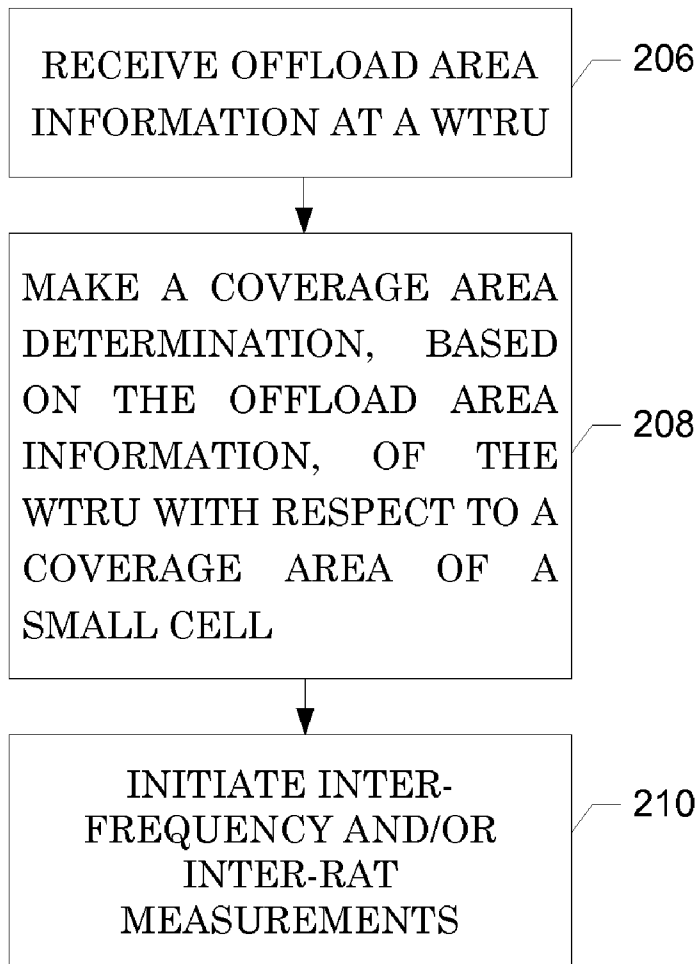 RECEIVE OFFLOAD AREA
INFORMATION AT A WTRU
206
MAKE A COVERAGE AREA
DETERMINATION, BASED
ON THE OFFLOAD AREA
INFORMATION, OF THE
WTRU WITH RESPECT TO A
COVERAGE AREA OF A
SMALL CELL
208
INITIATE INTER-
FREQUENCY AND/OR
INTER-RAT
MEASUREMENTS
210